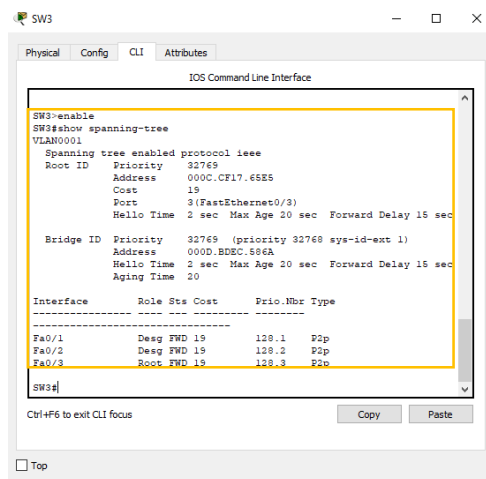 SW3
Physical Config CLI Attributes
IOS Command Line Interface
SW3>enable
SW3#show spanning-tree
VLAN0001
Spanning tree enabled protocol ieee
Root ID Priority 32769
Address 000C.CF17.65E5
Cost 19
Port 3(FastEthernet0/3)
Hello Time 2 sec Max Age 20 sec Forward Delay 15 sec
Bridge ID Priority 32769 (priority 32768 sys-id-ext 1)
Address 000D.BDEC.586A
Hello Time 2 sec Max Age 20 sec Forward Delay 15 sec
Aging Time 20
Interface Role Sts Cost Prio.Nbr Type
---------------- ---- --- --------- --------
--------------------------------
Fa0/1 Desg FWD 19 128.1 P2p
Fa0/2 Desg FWD 19 128.2 P2p
Fa0/3 Root FWD 19 128.3 P2p
SW3#
Ctrl+F6 to exit CLI focus
Copy Paste
Top